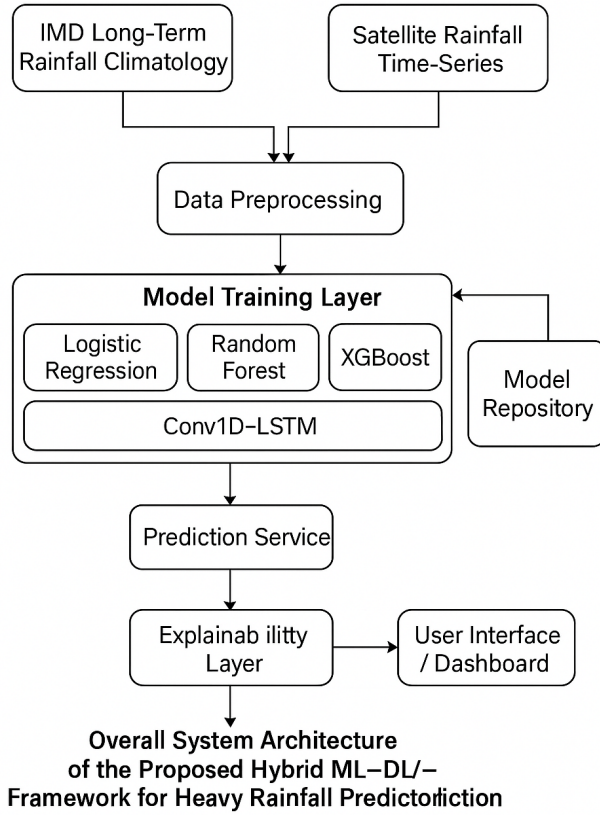 IMD Long-Term
Rainfall Climatology
Satellite Rainfall
Time-Series
Data Preprocessing
Model Training Layer
Logistic
Regression
Random
Forest
XGBoost
Conv1D–LSTM
Model
Repository
Prediction Service
Explainab ilitty
Layer
User Interface
/ Dashboard
Overall System Architecture
of the Proposed Hybrid ML–DL/–
Framework for Heavy Rainfall Predictordiction